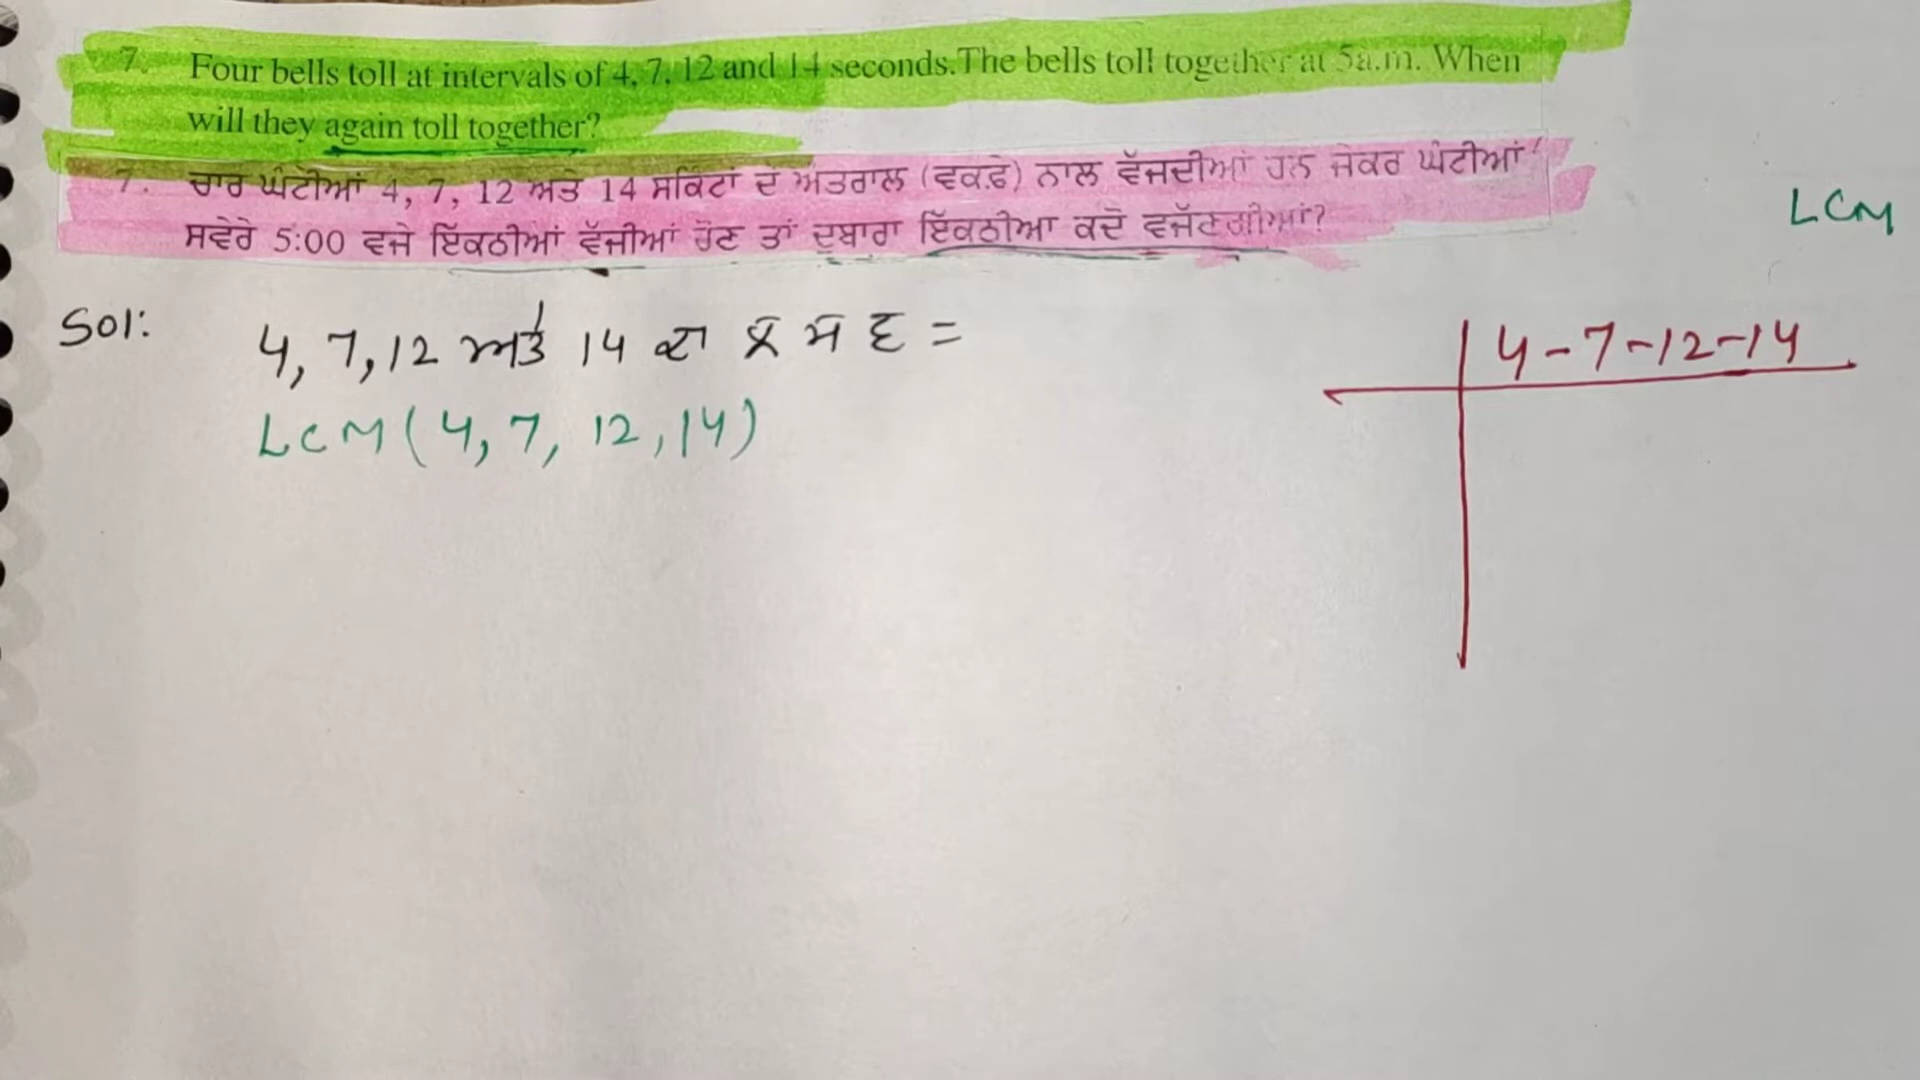 7. Four bells toll at intervals of 4, 7, 12 and 14 seconds.The bells toll together at 5a.m. When
will they again toll together?
7. ਚਾਰ ਘੰਟੀਆਂ 4, 7, 12 ਅਤੇ 14 ਸਕਿਟਾਂ ਦੇ ਅੰਤਰਾਲ (ਵਕਫ਼ੇ) ਨਾਲ ਵੱਜਦੀਆਂ ਹਨ ਜੇਕਰ ਘੰਟੀਆਂ
ਸਵੇਰੇ 5:00 ਵਜੇ ਇੱਕਠੀਆਂ ਵੱਜੀਆਂ ਹੋਣ ਤਾਂ ਦੁਬਾਰਾ ਇੱਕਠੀਆ ਕਦੋ ਵਜੱਣਗੀਆਂ?
LCM
Sol: 4, 7, 12 ਅਤੇ 14 ਦਾ ਲ ਸ ਵ =
4-7-12-14
LCM (4, 7, 12, 14)